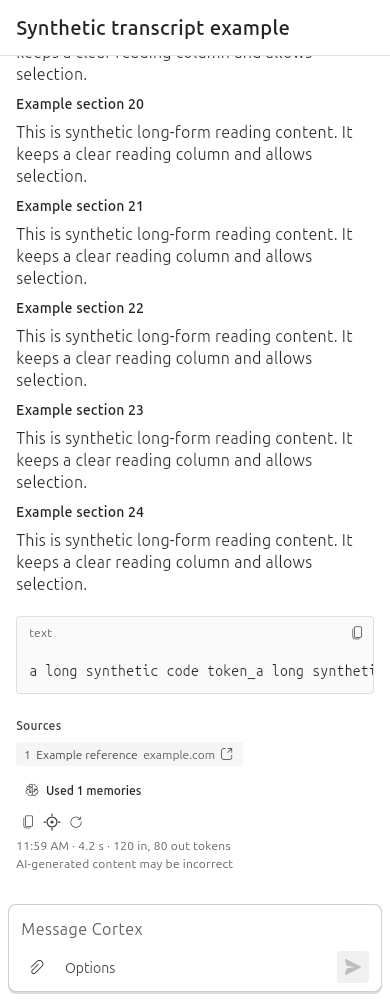 Synthetic transcript example
keeps a clear reading column and allows
selection.
Example section 20
This is synthetic long-form reading content. It
keeps a clear reading column and allows
selection.
Example section 21
This is synthetic long-form reading content. It
keeps a clear reading column and allows
selection.
Example section 22
This is synthetic long-form reading content. It
keeps a clear reading column and allows
selection.
Example section 23
This is synthetic long-form reading content. It
keeps a clear reading column and allows
selection.
Example section 24
This is synthetic long-form reading content. It
keeps a clear reading column and allows
selection.
text
a long synthetic code token_a long syntheti
Sources
1 Example reference example.com
Used 1 memories
11:59 AM · 4.2 s · 120 in, 80 out tokens
AI-generated content may be incorrect
Message Cortex
Options